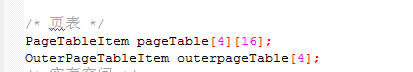 /* 页表 */
PageTableItem pageTable[4][16];
OuterPageTableItem outerpageTable[4];